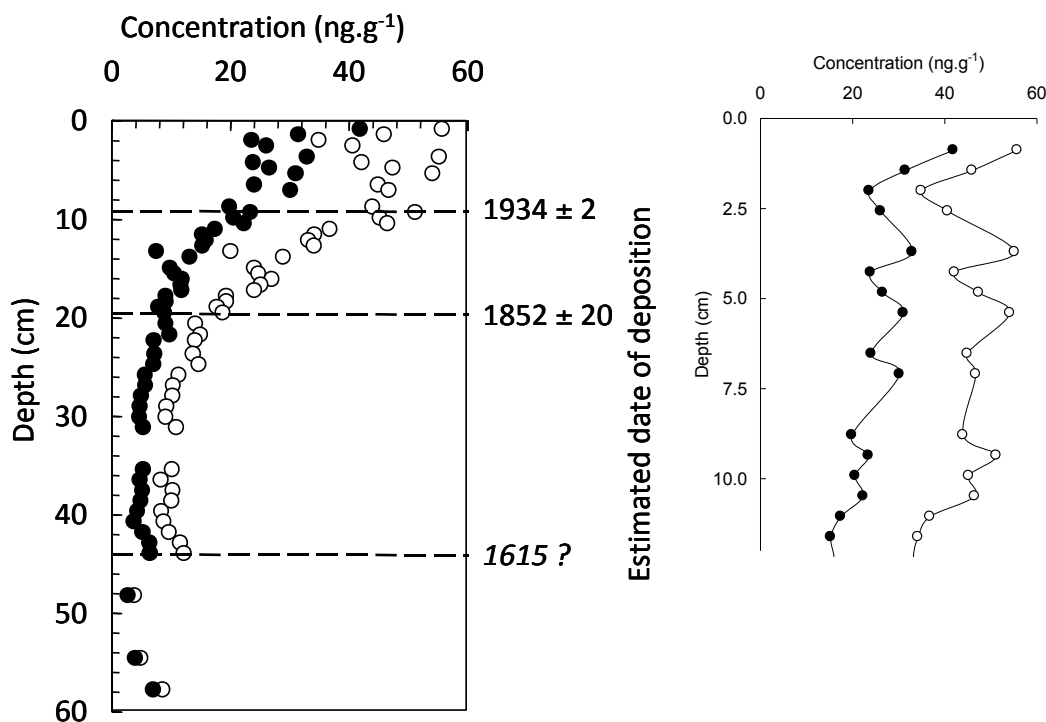 Concentration (ng.g-1)
0 20 40 60
0
10
20
30
40
50
60
Depth (cm)
1934 ± 2
1852 ± 20
1615 ?
Estimated date of deposition
Concentration (ng.g-1)
0 20 40 60
0.0
2.5
5.0
7.5
10.0
Depth (cm)